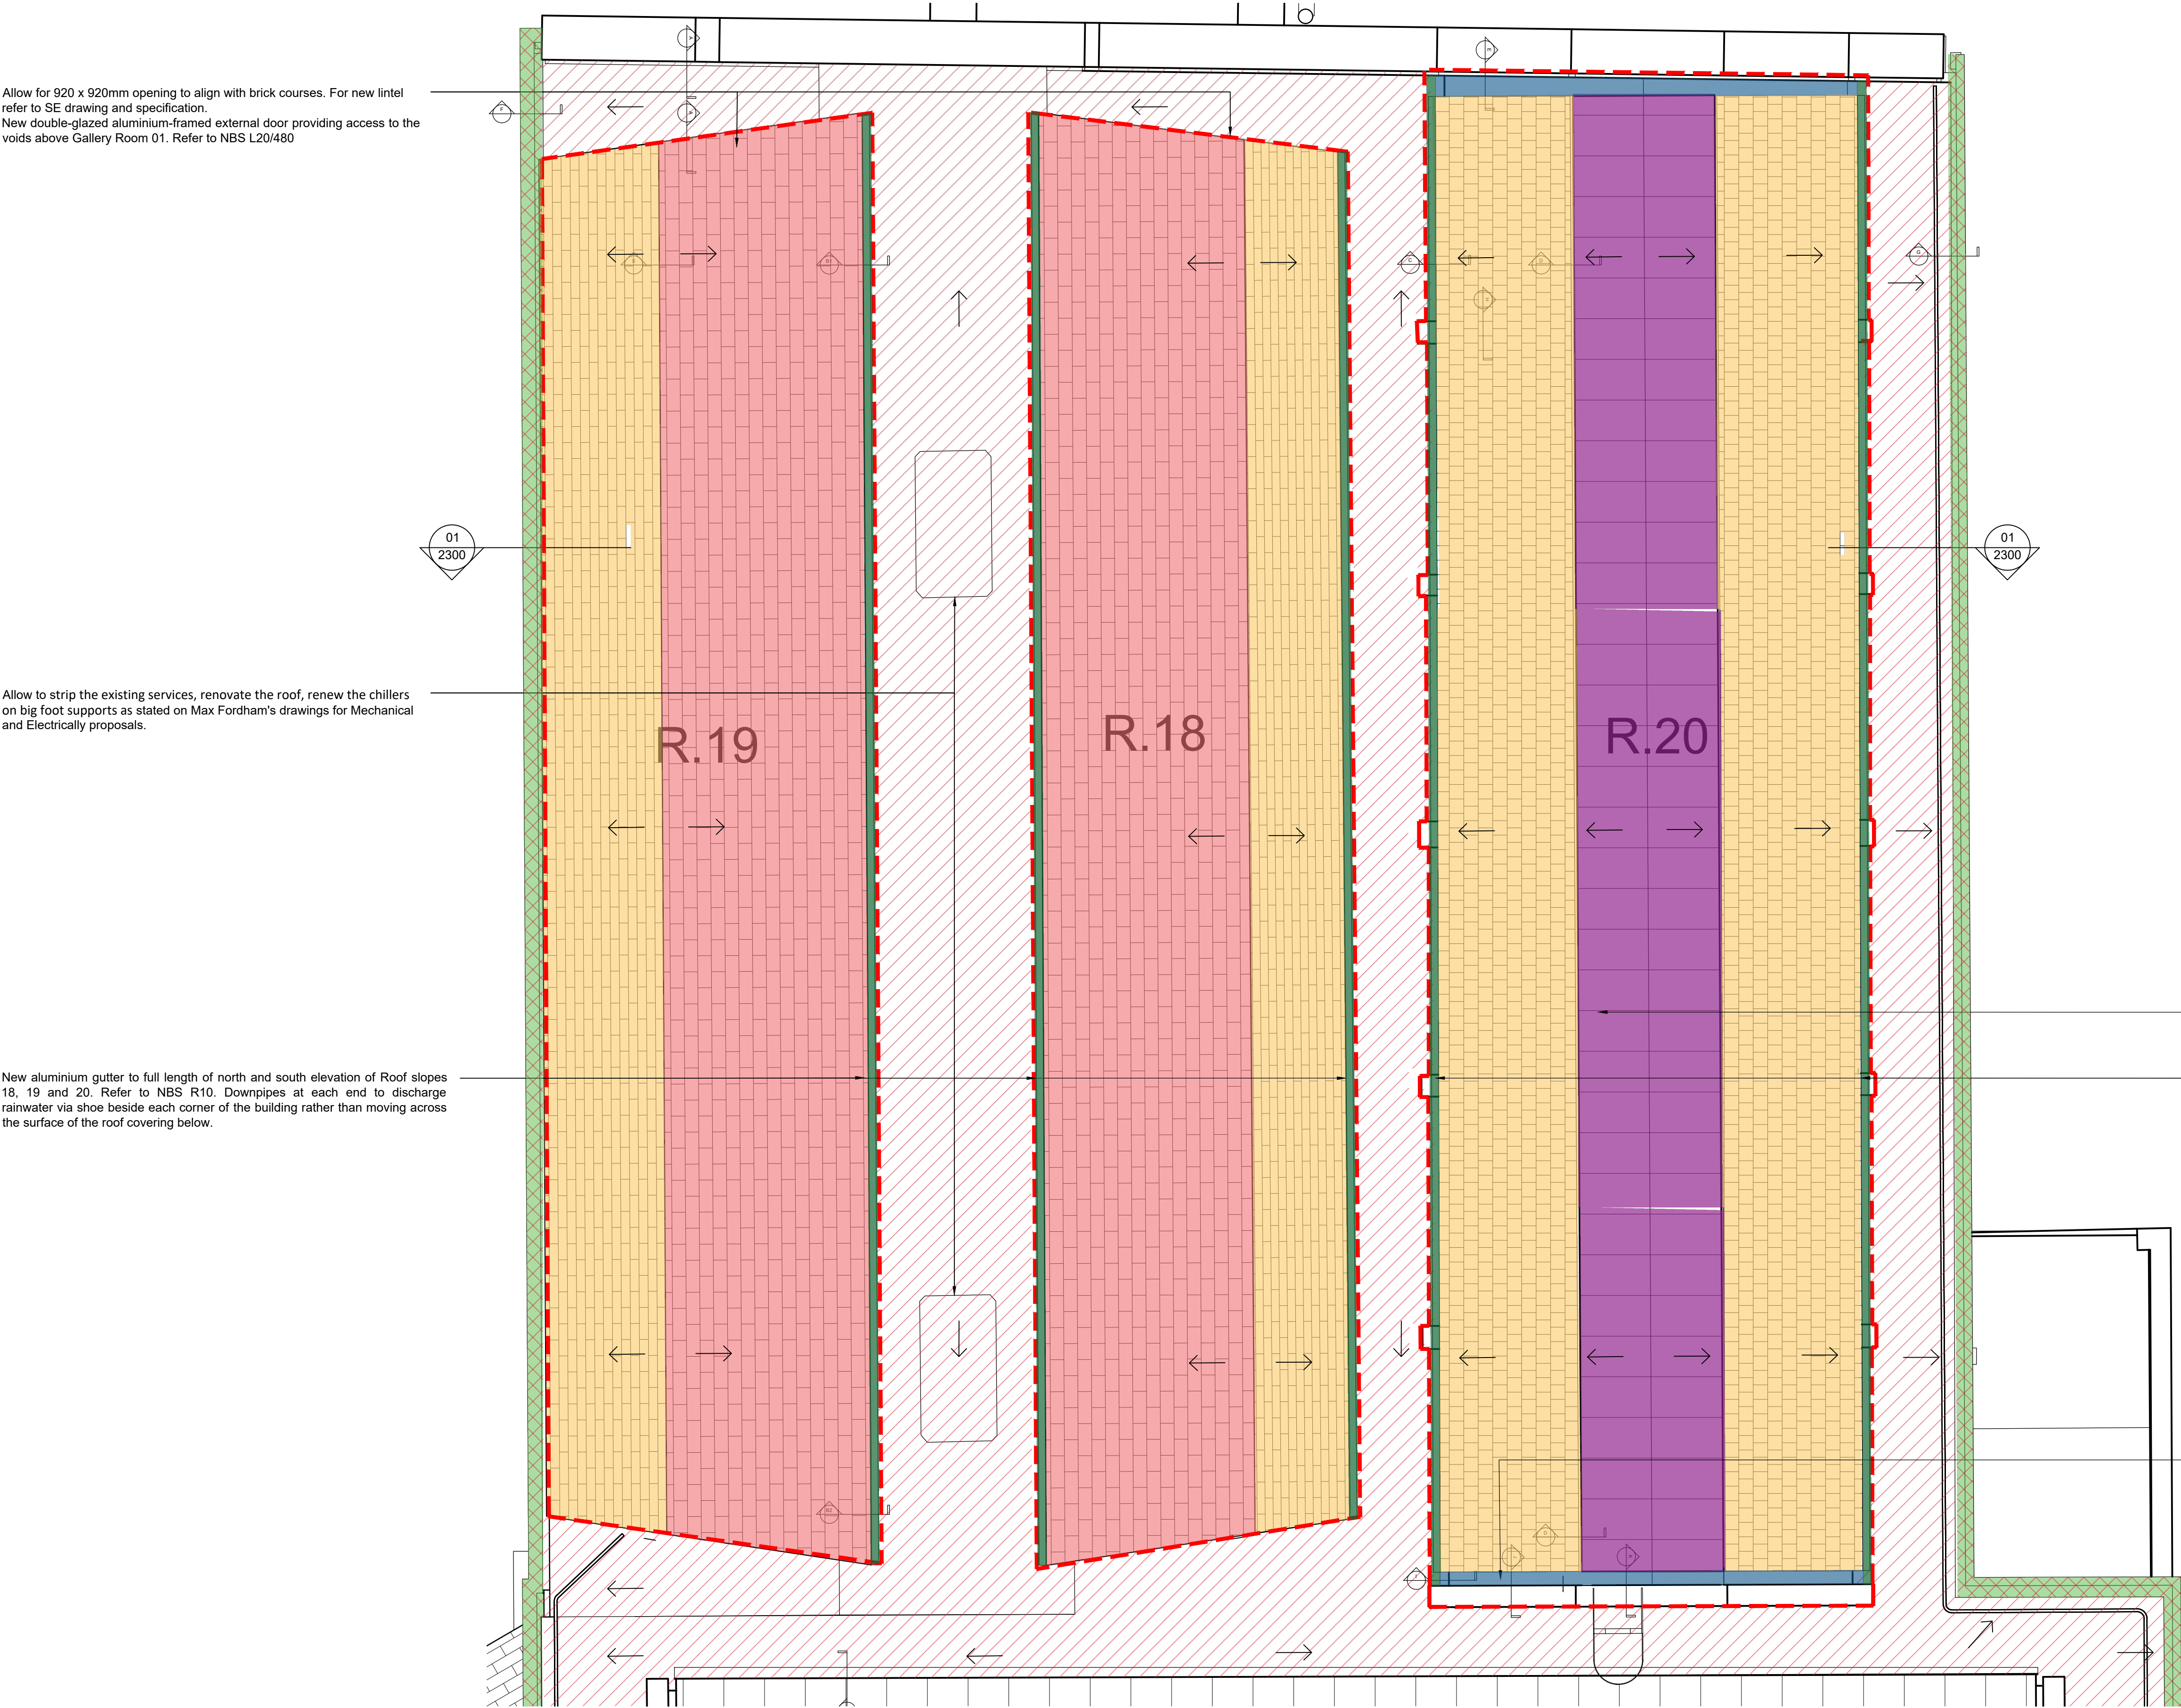 Allow for 920 x 920mm opening to align with brick courses. For new lintel
refer to SE drawing and specification.
New double-glazed aluminium-framed external door providing access to the
voids above Gallery Room 01. Refer to NBS L20/480
01
2300
01
2300
Allow to strip the existing services, renovate the roof, renew the chillers
on big foot supports as stated on Max Fordham's drawings for Mechanical
and Electrically proposals.
R.19
R.18
R.20
New aluminium gutter to full length of north and south elevation of Roof slopes
18, 19 and 20. Refer to NBS R10. Downpipes at each end to discharge
rainwater via shoe beside each corner of the building rather than moving across
the surface of the roof covering below.
F
B1
C
G
B2
D